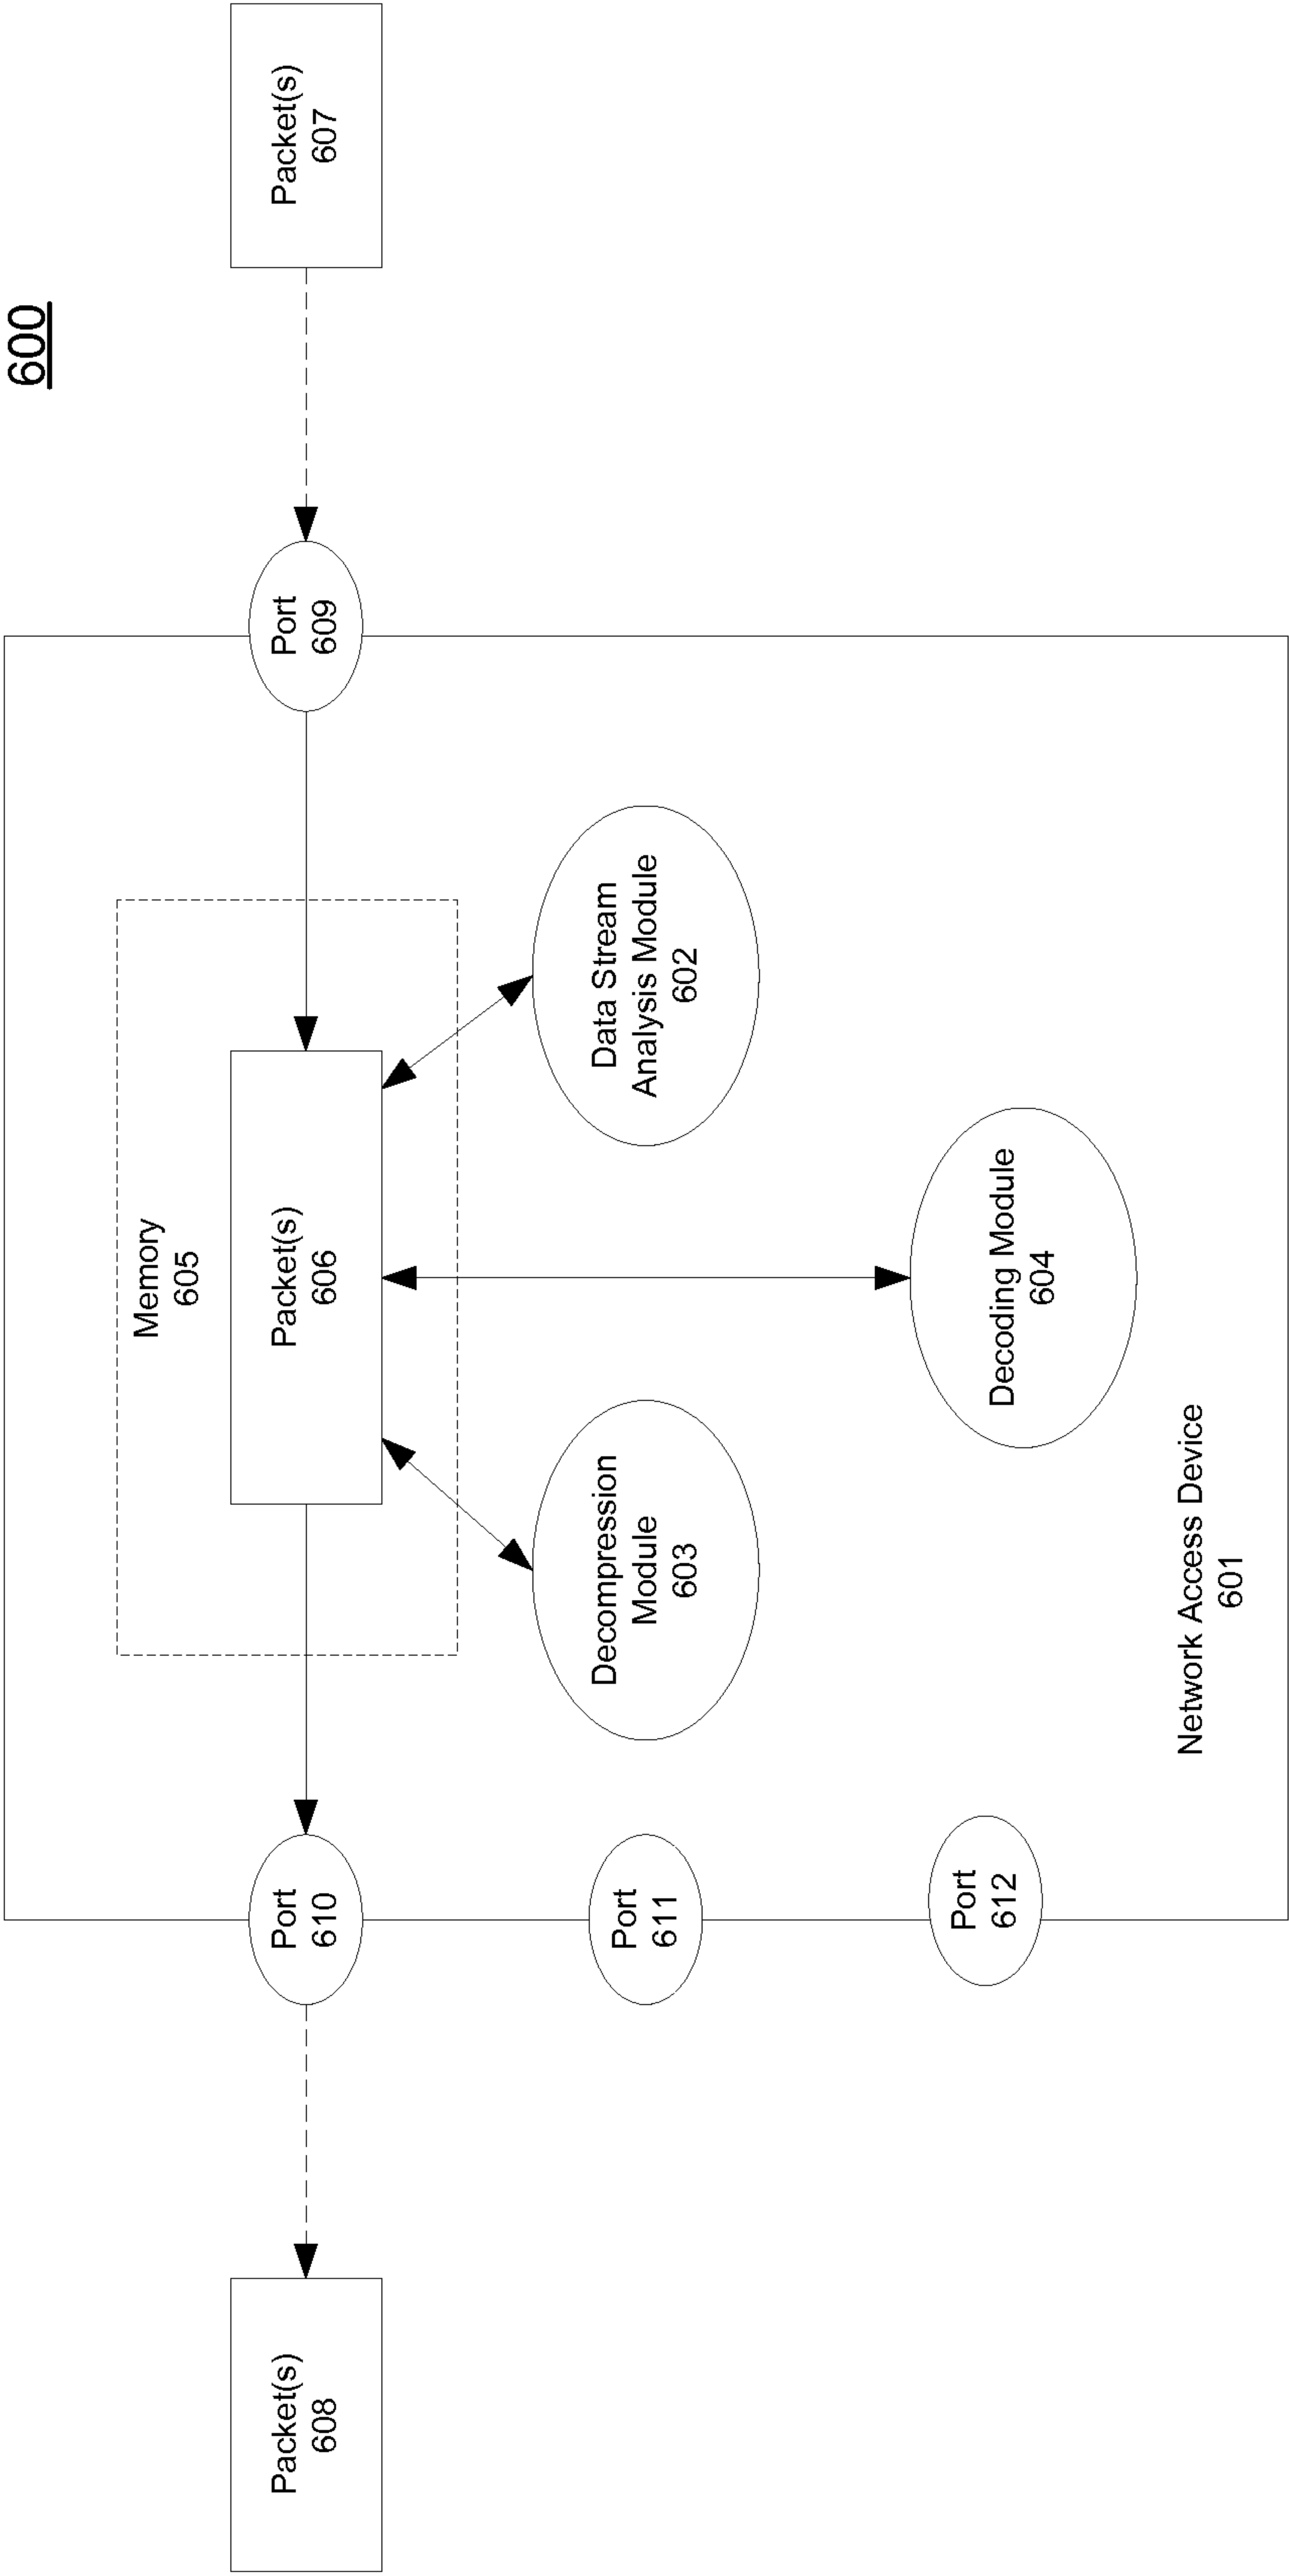 600
Packet(s)
608
Port
610
Port
611
Port
612
Memory
605
Packet(s)
606
Decompression
Module
603
Data Stream
Analysis Module
602
Decoding Module
604
Network Access Device
601
Port
609
Packet(s)
607